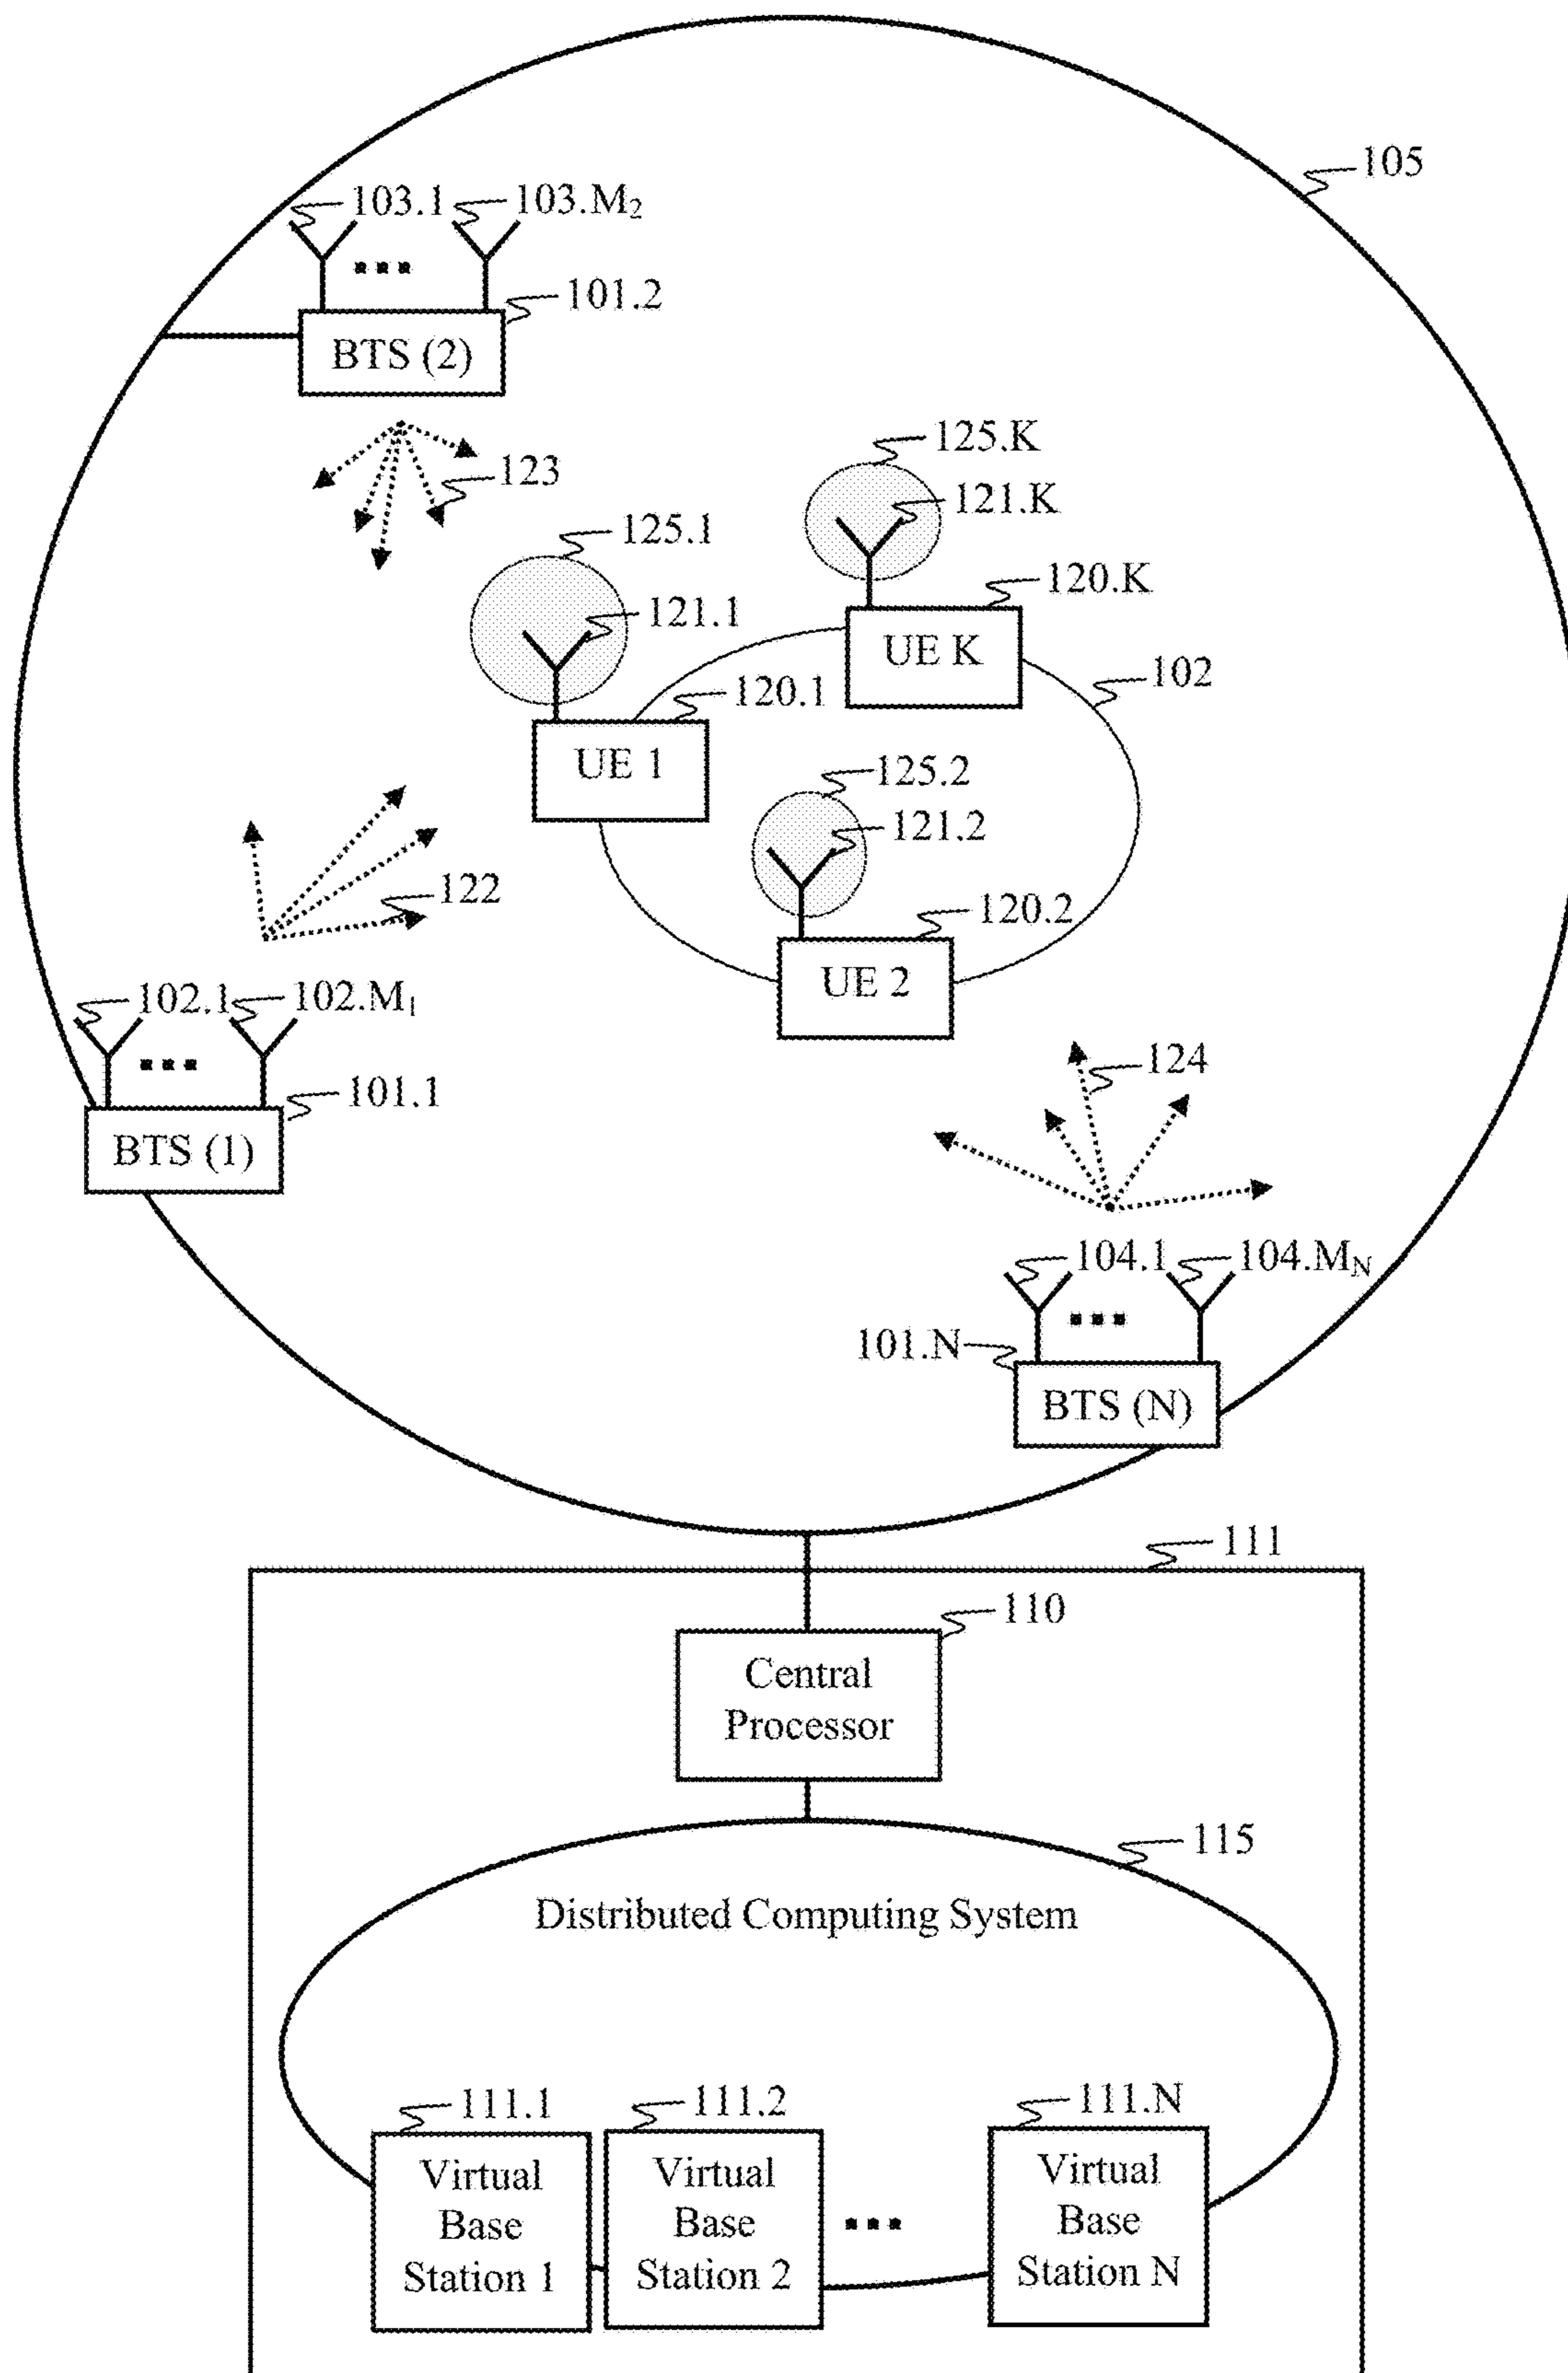 105
103.1 103.M₂
101.2
BTS (2)
123
125.K
121.K
125.1
120.K
121.1
UE K
102
120.1
UE 1
125.2
121.2
122
120.2
UE 2
102.1 102.M₁
124
101.1
BTS (1)
104.1 104.M_N
101.N
BTS (N)
111
110
Central
Processor
115
Distributed Computing System
111.1 111.2 111.N
Virtual
Base
Station 1
Virtual
Base
Station 2
Virtual
Base
Station N